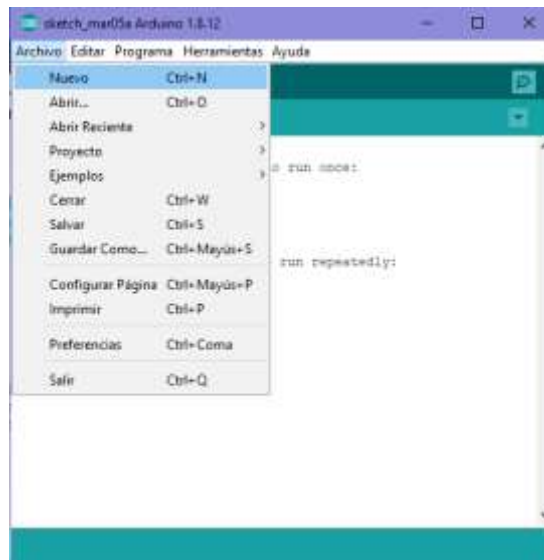 sketch_mar05a Arduino 1.8.12
Archivo Editar Programa Herramientas Ayuda
Nuevo Ctrl+N
Abrir... Ctrl+O
Abrir Reciente
Proyecto
Ejemplos
Cerrar Ctrl+W
Salvar Ctrl+S
Guardar Como... Ctrl+Mayús+S
Configurar Página Ctrl+Mayús+P
Imprimir Ctrl+P
Preferencias Ctrl+Coma
Salir Ctrl+Q
o run once:
run repeatedly: